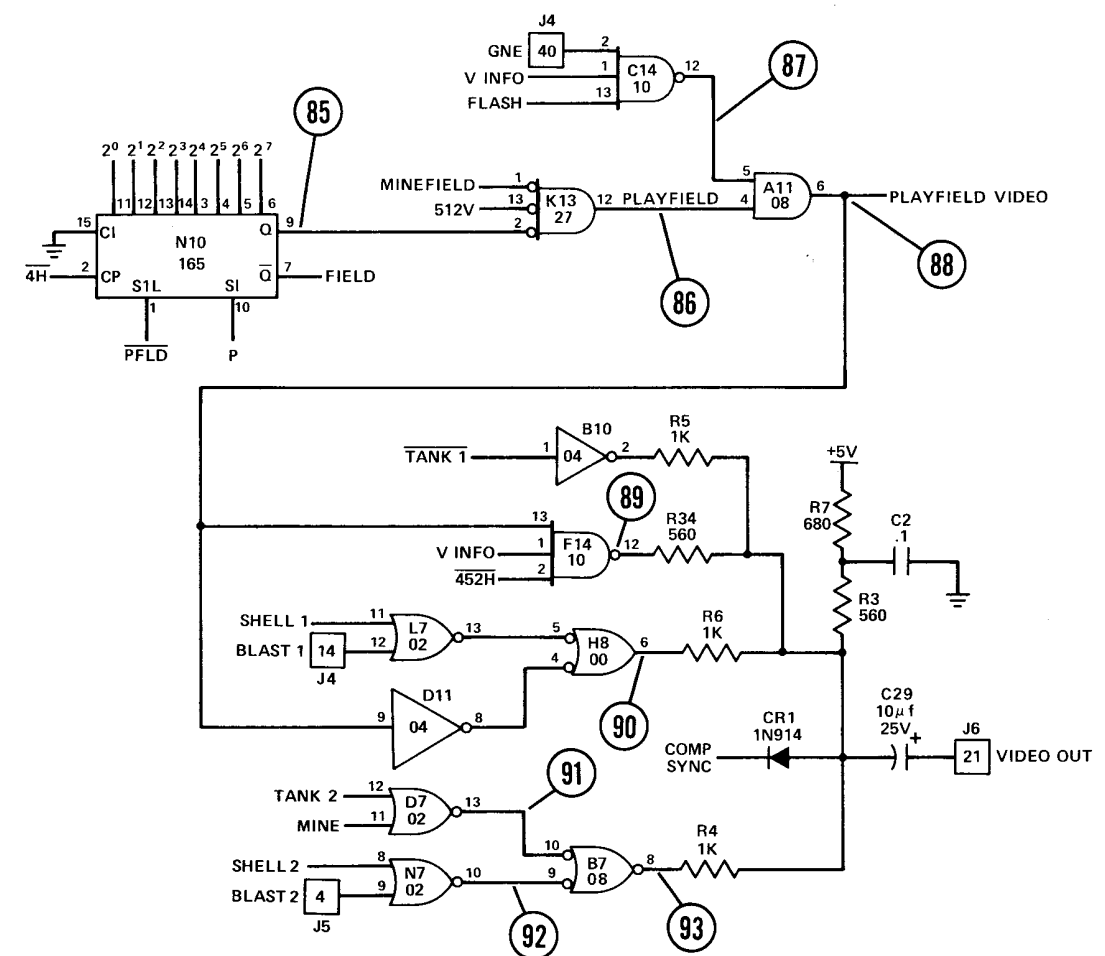 J4
GNE 40 2
V INFO 1 C14 10 12
FLASH 13
87
85
2⁰ 2¹ 2² 2³ 2⁴ 2⁵ 2⁶ 2⁷
11 12 13 14 3 4 5 6
15 CI N10 165 Q 9
4H 2 CP Q 7 FIELD
S1L SI
1 10
PFLD P
MINEFIELD 1
512V 13 K13 27 12 PLAYFIELD
2
86
5
4 A11 08 6 PLAYFIELD VIDEO
88
TANK 1 1 B10 04 2 R5 1K
89
13
V INFO 1 F14 10 12 R34 560
452H 2
+5V
R7 680
C2 .1
R3 560
SHELL 1 11
BLAST 1 14 12 L7 02 13
J4
5
4 H8 00 6 R6 1K
90
9 D11 04 8
COMP SYNC
CR1 1N914
C29 10μf 25V +
J6
21 VIDEO OUT
TANK 2 12
MINE 11 D7 02 13
91
SHELL 2 8
BLAST 2 4 9 N7 02 10
J5
92
10
9 B7 08 8 R4 1K
93